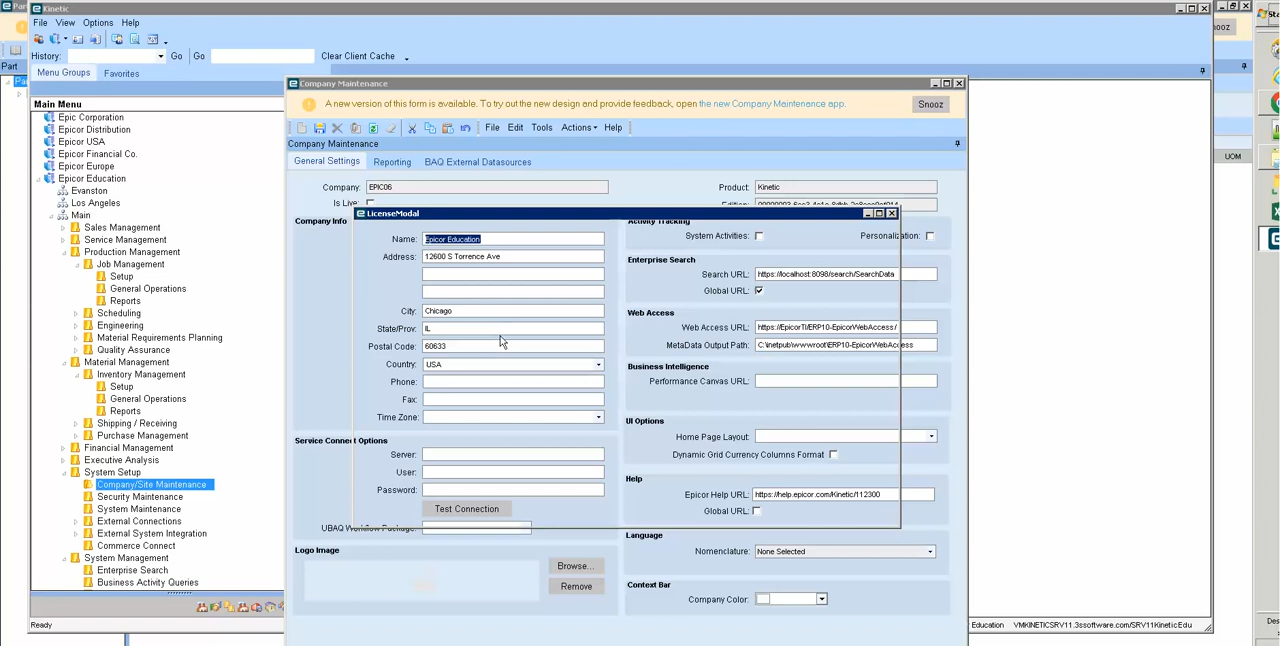 Par
Kinetic
File View Options Help
History: Go Go Clear Client Cache
Part
Menu Groups Favorites
Main Menu
Epic Corporation
Epicor Distribution
Epicor USA
Epicor Financial Co.
Epicor Europe
Epicor Education
Evanston
Los Angeles
Main
Sales Management
Service Management
Production Management
Job Management
Setup
General Operations
Reports
Scheduling
Engineering
Material Requirements Planning
Quality Assurance
Material Management
Inventory Management
Setup
General Operations
Reports
Shipping / Receiving
Purchase Management
Financial Management
Executive Analysis
System Setup
Company/Site Maintenance
Security Maintenance
System Maintenance
External Connections
External System Integration
Commerce Connect
System Management
Enterprise Search
Business Activity Queries
Ready
Company Maintenance
A new version of this form is available. To try out the new design and provide feedback, open the new Company Maintenance app.
Snooz
File Edit Tools Actions Help
Company Maintenance
General Settings Reporting BAQ External Datasources
Company: EPIC06
Product: Kinetic
Is Live:
Company Info
LicenseModal
Name: Epicor Education
Address: 12600 S Torrence Ave
City: Chicago
State/Prov: IL
Postal Code: 60633
Country: USA
Phone:
Fax:
Time Zone:
Service Connect Options
Server:
User:
Password:
Test Connection
UBAQ Workflow Package:
Logo Image
Browse...
Remove
Activity Tracking
System Activities: Personalization:
Enterprise Search
Search URL: https://localhost:8098/search/SearchData
Global URL:
Web Access
Web Access URL: https://EpicorTI/ERP10-EpicorWebAccess/
MetaData Output Path: C:\inetpub\wwwroot\ERP10-EpicorWebAccess
Business Intelligence
Performance Canvas URL:
UI Options
Home Page Layout:
Dynamic Grid Currency Columns Format
Help
Epicor Help URL: https://help.epicor.com/Kinetic/112300
Global URL:
Language
Nomenclature: None Selected
Context Bar
Company Color:
Education VMKINETICSRV11.3ssoftware.com/SRV11KineticEdu
Sta
nooz
UOM
Des